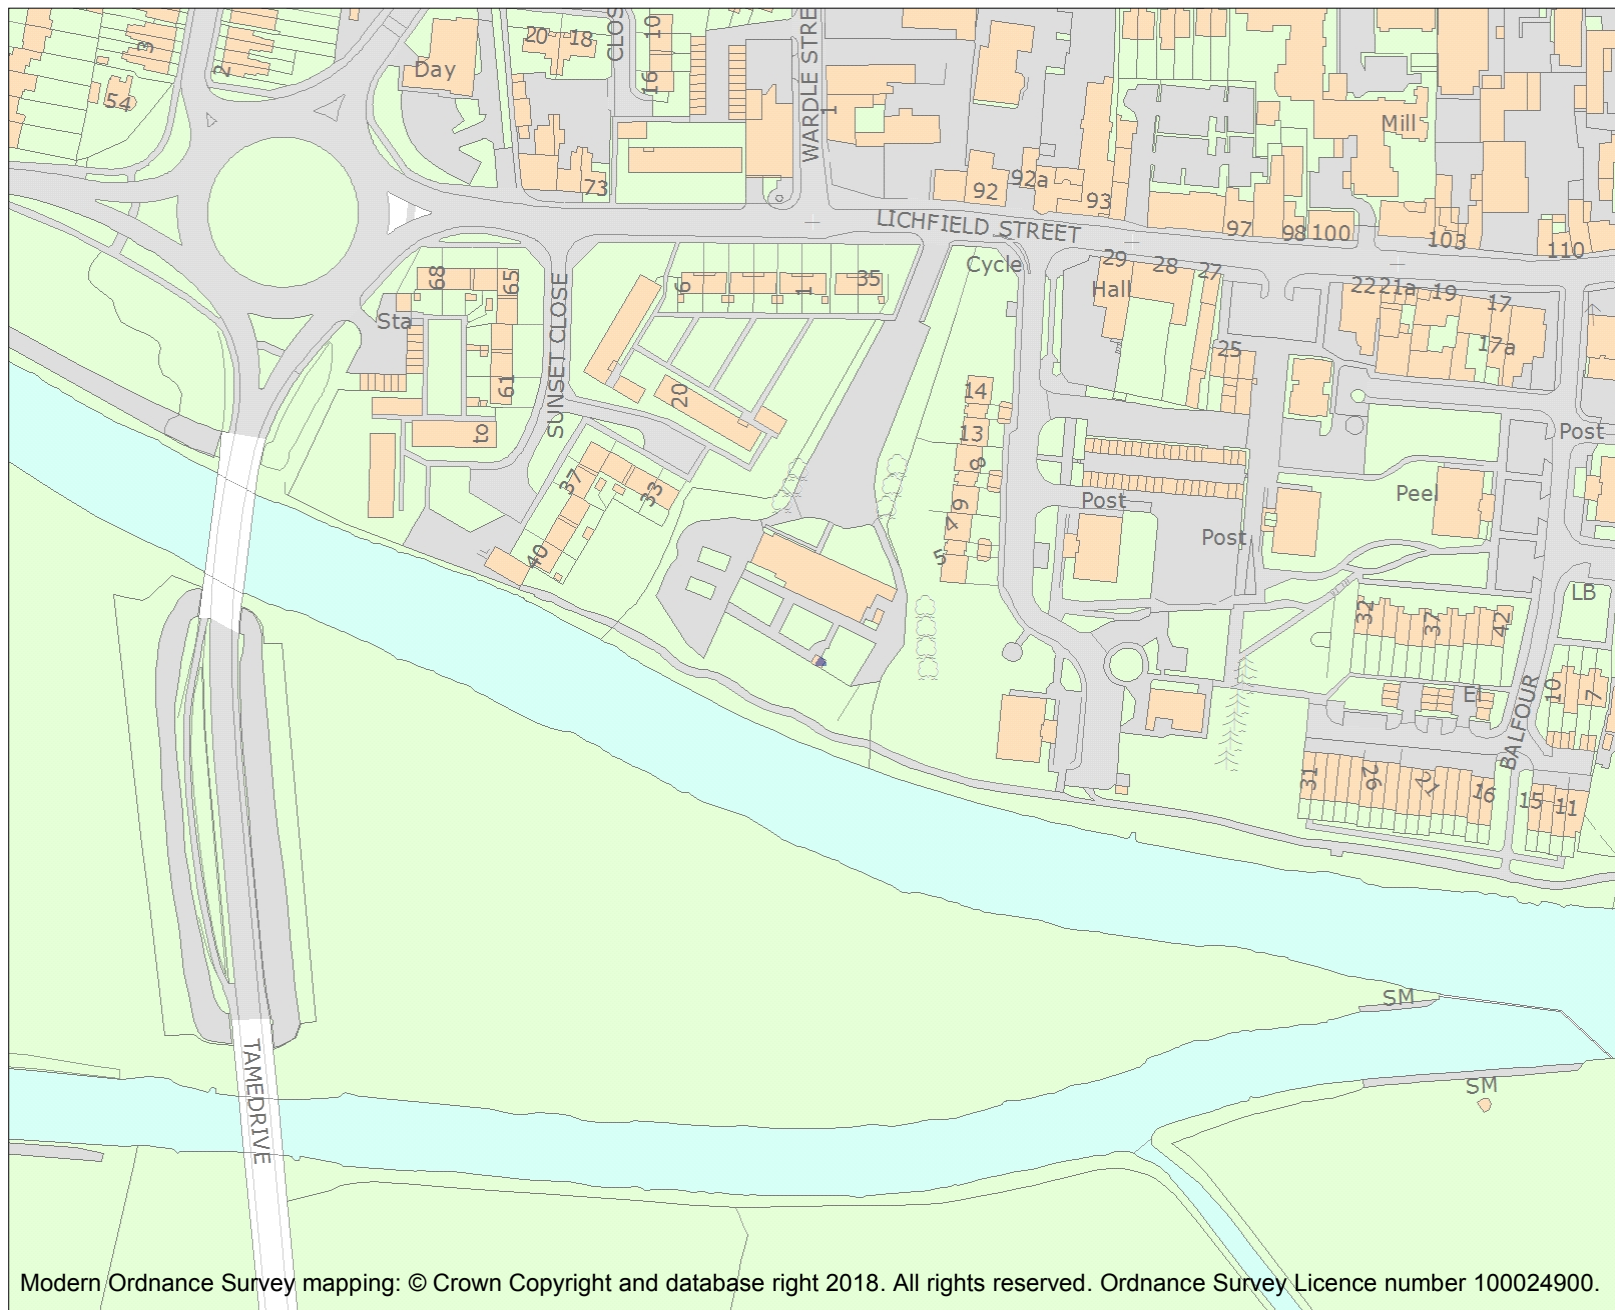 CLOS
10
20
18
WARDLE STRE
3
2
Day
16
54
1
Mill
73
92
92a
93
LICHFIELD STREET
97
98
100
103
110
29
28
27
Cycle
Hall
68
65
6
1
35
22
21a
19
17
Sta
SUNSET CLOSE
25
17a
61
20
14
to
13
Post
8
37
33
9
Post
Peel
4
Post
5
40
LB
32
37
42
El
10
7
BALFOUR
31
26
21
16
15
11
SM
TAMEDRIVE
SM
Modern Ordnance Survey mapping: © Crown Copyright and database right 2018. All rights reserved. Ordnance Survey Licence number 100024900.